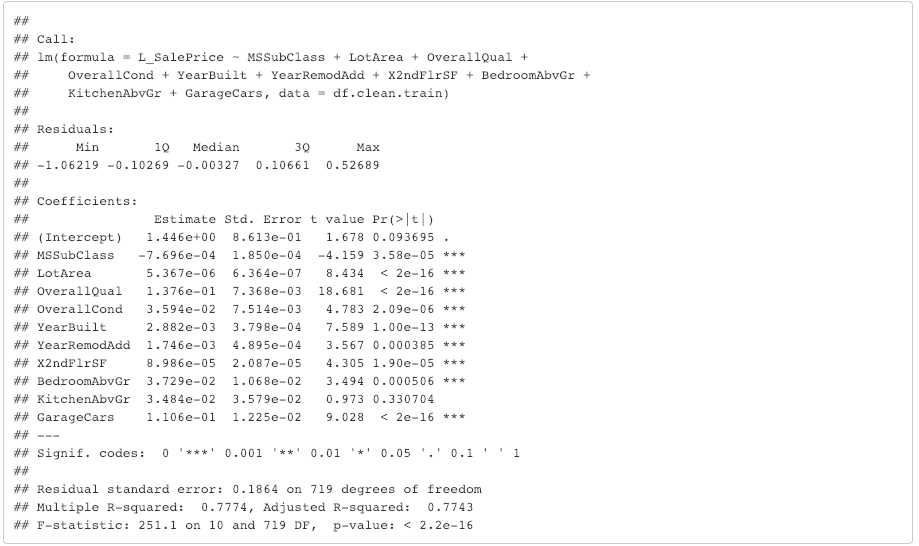 ##
## Call:
## lm(formula = L_SalePrice ~ MSSubClass + LotArea + OverallQual +
##     OverallCond + YearBuilt + YearRemodAdd + X2ndFlrSF + BedroomAbvGr +
##     KitchenAbvGr + GarageCars, data = df.clean.train)
##
## Residuals:
##      Min       1Q   Median       3Q      Max
## -1.06219 -0.10269 -0.00327  0.10661  0.52689
##
## Coefficients:
##                Estimate Std. Error t value Pr(>|t|)
## (Intercept)   1.446e+00  8.613e-01   1.678 0.093695 .
## MSSubClass   -7.696e-04  1.850e-04  -4.159 3.58e-05 ***
## LotArea       5.367e-06  6.364e-07   8.434  < 2e-16 ***
## OverallQual   1.376e-01  7.368e-03  18.681  < 2e-16 ***
## OverallCond   3.594e-02  7.514e-03   4.783 2.09e-06 ***
## YearBuilt     2.882e-03  3.798e-04   7.589 1.00e-13 ***
## YearRemodAdd  1.746e-03  4.895e-04   3.567 0.000385 ***
## X2ndFlrSF     8.986e-05  2.087e-05   4.305 1.90e-05 ***
## BedroomAbvGr  3.729e-02  1.068e-02   3.494 0.000506 ***
## KitchenAbvGr  3.484e-02  3.579e-02   0.973 0.330704
## GarageCars    1.106e-01  1.225e-02   9.028  < 2e-16 ***
## ---
## Signif. codes:  0 '***' 0.001 '**' 0.01 '*' 0.05 '.' 0.1 ' ' 1
##
## Residual standard error: 0.1864 on 719 degrees of freedom
## Multiple R-squared:  0.7774, Adjusted R-squared:  0.7743
## F-statistic: 251.1 on 10 and 719 DF,  p-value: < 2.2e-16